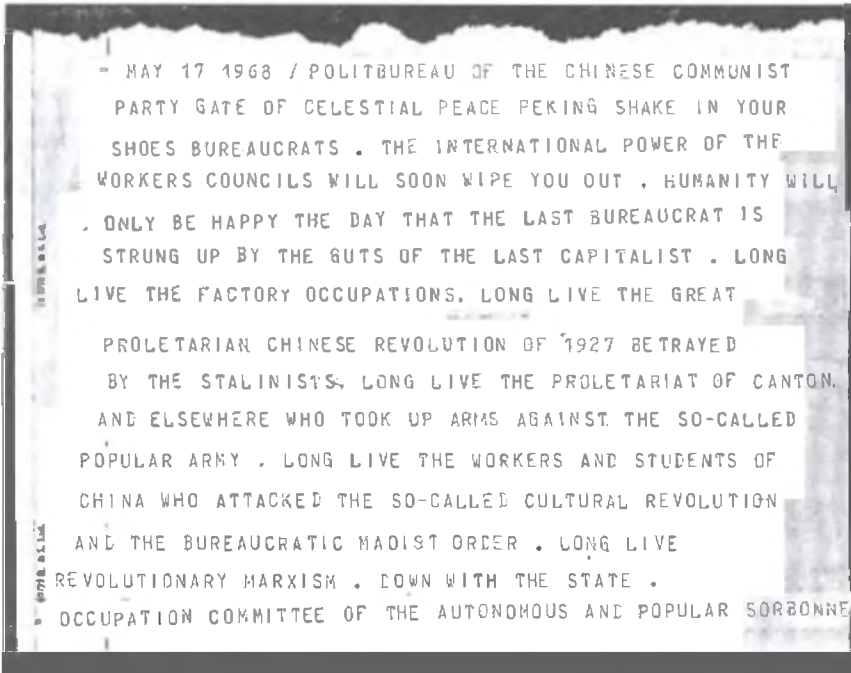 - MAY 17 1968 / POLITBUREAU OF THE CHINESE COMMUNIST
PARTY GATE OF CELESTIAL PEACE PEKING SHAKE IN YOUR
SHOES BUREAUCRATS . THE INTERNATIONAL POWER OF THE
WORKERS COUNCILS WILL SOON WIPE YOU OUT . HUMANITY WILL
. ONLY BE HAPPY THE DAY THAT THE LAST BUREAUCRAT IS
STRUNG UP BY THE GUTS OF THE LAST CAPITALIST . LONG
LIVE THE FACTORY OCCUPATIONS. LONG LIVE THE GREAT
PROLETARIAN CHINESE REVOLUTION OF 1927 BETRAYED
BY THE STALINISTS. LONG LIVE THE PROLETARIAT OF CANTON.
AND ELSEWHERE WHO TOOK UP ARMS AGAINST THE SO-CALLED
POPULAR ARMY . LONG LIVE THE WORKERS AND STUDENTS OF
CHINA WHO ATTACKED THE SO-CALLED CULTURAL REVOLUTION
AND THE BUREAUCRATIC MAOIST ORDER . LONG LIVE
REVOLUTIONARY MARXISM . DOWN WITH THE STATE .
OCCUPATION COMMITTEE OF THE AUTONOMOUS AND POPULAR SORBONNE